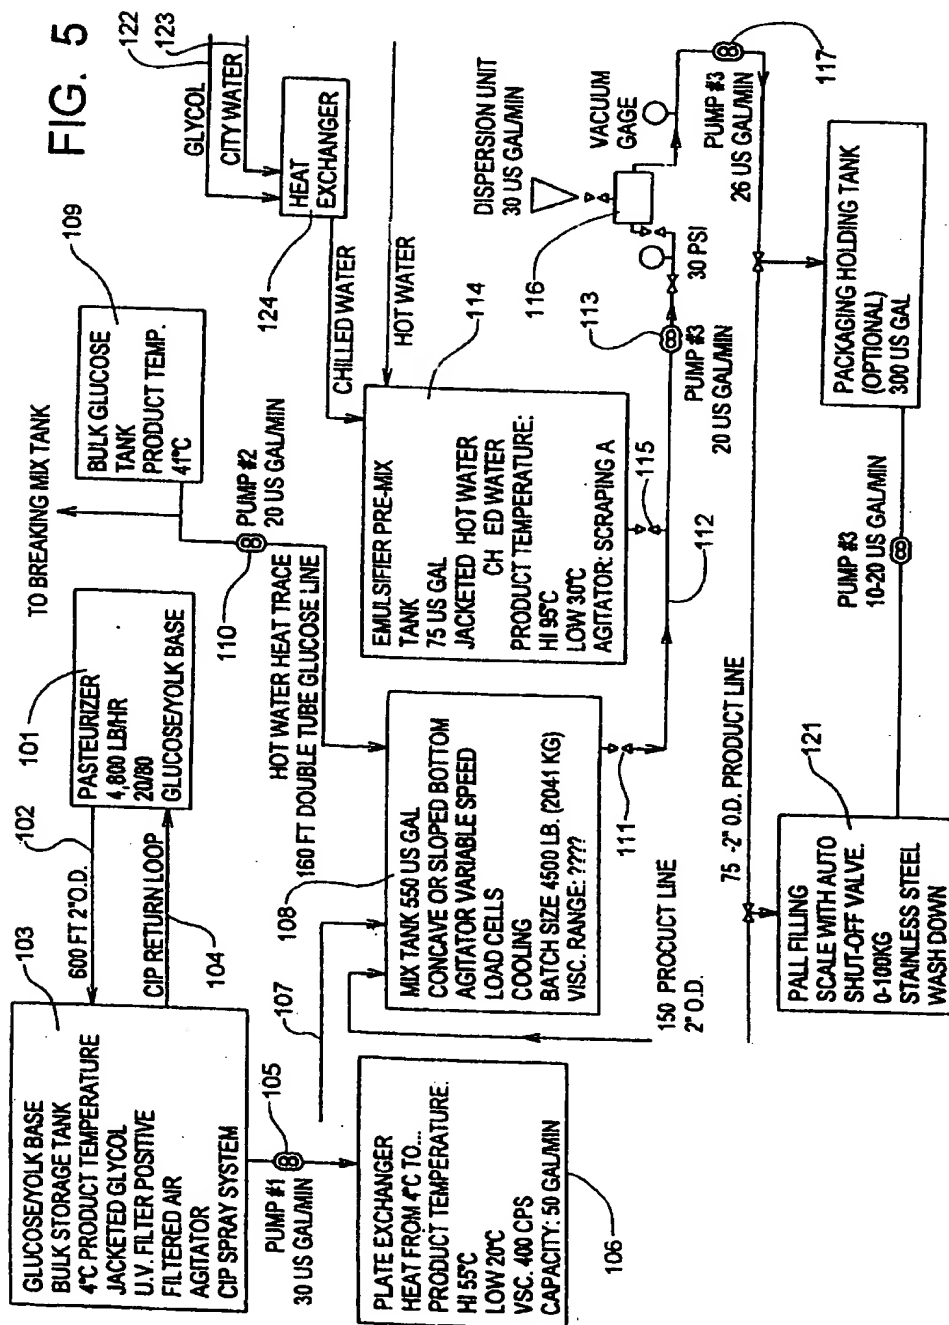 FIG. 5
GLUCOSE/YOLK BASE
BULK STORAGE TANK
4°C PRODUCT TEMPERATURE
JACKETED GLYCOL
U.V. FILTER POSITIVE
FILTERED AIR
AGITATOR
CIP SPRAY SYSTEM
103
600 FT 2"O.D.
102
CIP RETURN LOOP
104
101
PASTEURIZER
4,800 LB/HR
20/80
GLUCOSE/YOLK BASE
TO BREAKING MIX TANK
109
BULK GLUCOSE
TANK
PRODUCT TEMP.
41°C
PUMP #2
20 US GAL/MIN
110
HOT WATER HEAT TRACE
160 FT DOUBLE TUBE GLUCOSE LINE
GLYCOL
122
CITY WATER
123
HEAT
EXCHANGER
124
CHILLED WATER
HOT WATER
PUMP #1
30 US GAL/MIN
105
PLATE EXCHANGER
HEAT FROM 4°C TO...
PRODUCT TEMPERATURE:
HI 55°C
LOW 20°C
VSC. 400 CPS
CAPACITY: 50 GAL/MIN
106
107
108
MIX TANK 550 US GAL
CONCAVE OR SLOPED BOTTOM
AGITATOR VARIABLE SPEED
LOAD CELLS
COOLING
BATCH SIZE 4500 LB. (2041 KG)
VISC. RANGE: ????
111
150 PROCUCT LINE
2" O.D.
EMULSIFIER PRE-MIX
TANK
75 US GAL
JACKETED HOT WATER
CH ED WATER
PRODUCT TEMPERATURE:
HI 95°C
LOW 30°C
AGITATOR: SCRAPING A
114
115
112
113
PUMP #3
20 US GAL/MIN
30 PSI
116
DISPERSION UNIT
30 US GAL/MIN
VACUUM
GAGE
117
PUMP #3
26 US GAL/MIN
75 -2" O.D. PRODUCT LINE
PACKAGING HOLDING TANK
(OPTIONAL)
300 US GAL
PUMP #3
10-20 US GAL/MIN
121
PALL FILLING
SCALE WITH AUTO
SHUT-OFF VALVE.
0-100KG
STAINLESS STEEL
WASH DOWN